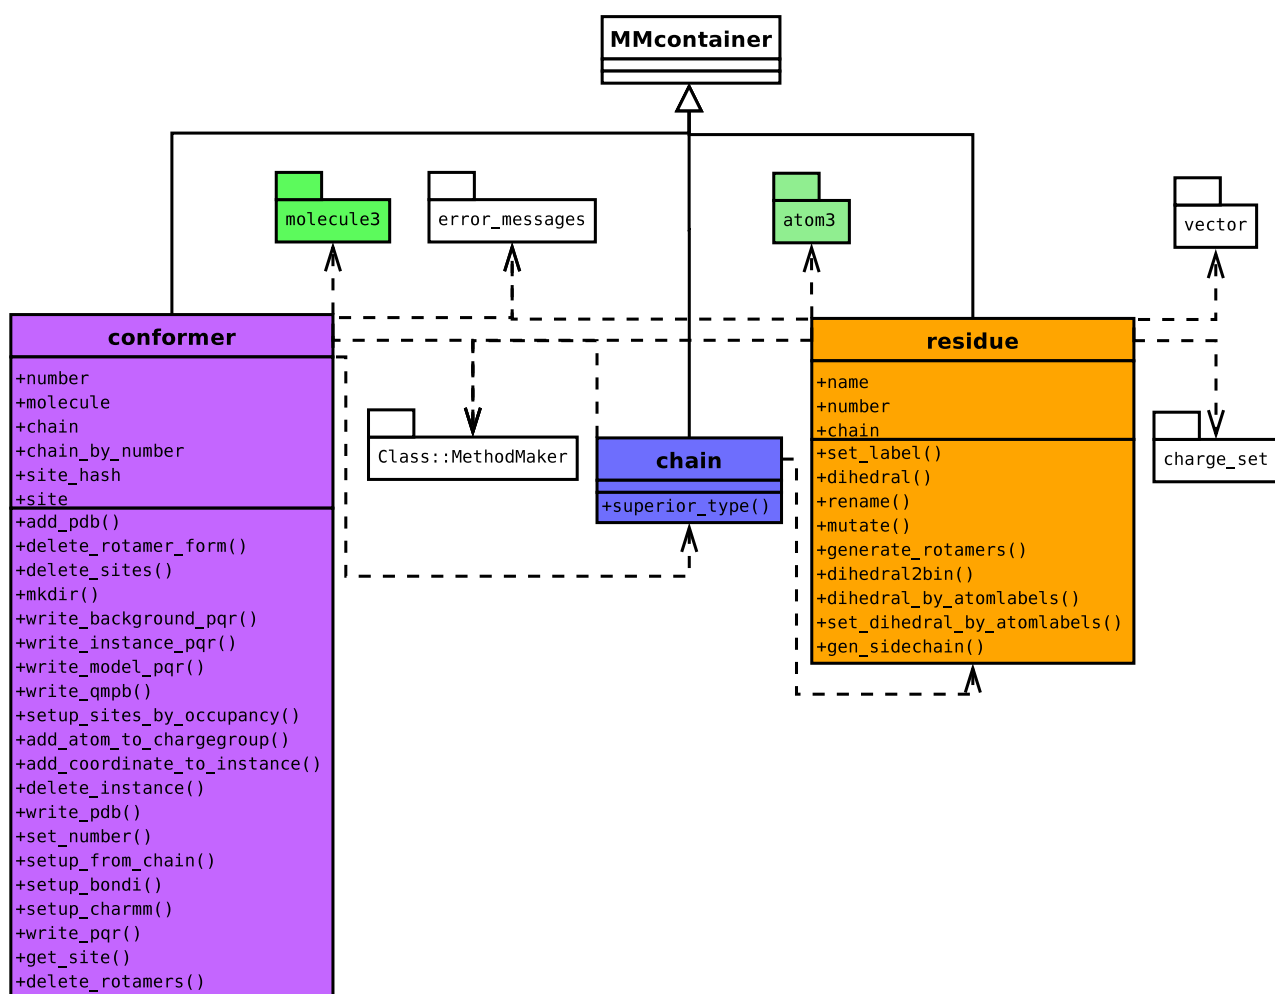 MMcontainer
molecule3
error_messages
atom3
vector
conformer
+number
+molecule
+chain
+chain_by_number
+site_hash
+site
+add_pdb()
+delete_rotamer_form()
+delete_sites()
+mkdir()
+write_background_pqr()
+write_instance_pqr()
+write_model_pqr()
+write_qmpb()
+setup_sites_by_occupancy()
+add_atom_to_chargegroup()
+add_coordinate_to_instance()
+delete_instance()
+write_pdb()
+set_number()
+setup_from_chain()
+setup_bondi()
+setup_charmm()
+write_pqr()
+get_site()
+delete_rotamers()
Class::MethodMaker
chain
+superior_type()
residue
+name
+number
+chain
+set_label()
+dihedral()
+rename()
+mutate()
+generate_rotamers()
+dihedral2bin()
+dihedral_by_atomlabels()
+set_dihedral_by_atomlabels()
+gen_sidechain()
charge_set